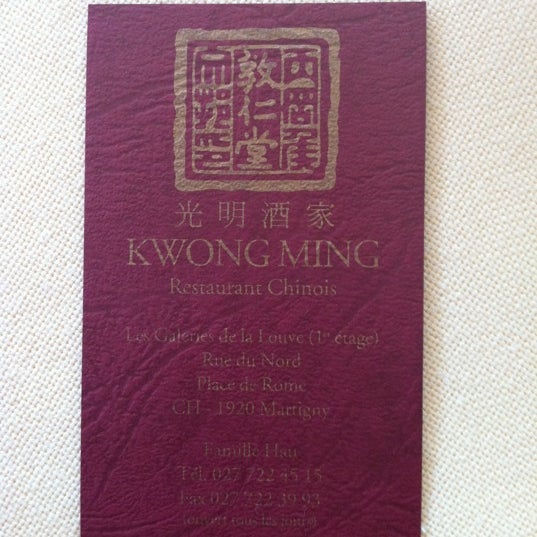 敦仁堂
光明酒家
KWONG MING
Restaurant Chinois
Les Galeries de la Louve (1er étage)
Rue du Nord
Place de Rome
CH - 1920 Martigny
Famille Hau
Tél. 027 722 45 15
Fax 027 722 39 93
(ouvert tous les jours)